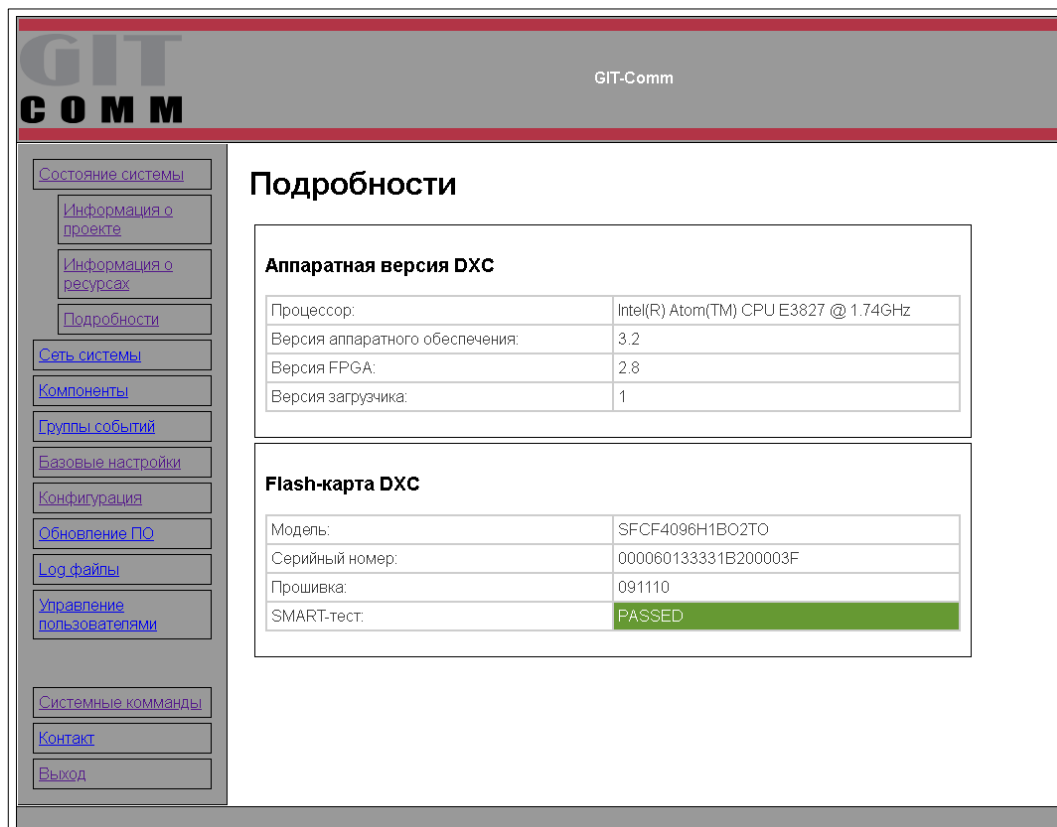 GIT
COMM
GIT-Comm
Состояние системы
Информация о
проекте
Информация о
ресурсах
Подробности
Сеть системы
Компоненты
Группы событий
Базовые настройки
Конфигурация
Обновление ПО
Log файлы
Управление
пользователями
Системные комманды
Контакт
Выход
Подробности
Аппаратная версия DXC
Процессор: Intel(R) Atom(TM) CPU E3827 @ 1.74GHz
Версия аппаратного обеспечения: 3.2
Версия FPGA: 2.8
Версия загрузчика: 1
Flash-карта DXC
Модель: SFCF4096H1BO2TO
Серийный номер: 000060133331B200003F
Прошивка: 091110
SMART-тест: PASSED